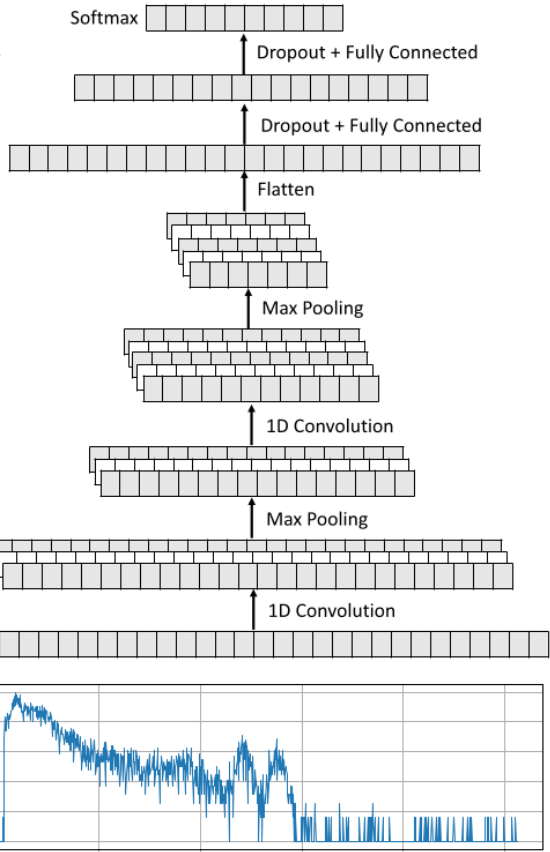 Softmax
Dropout + Fully Connected
Dropout + Fully Connected
Flatten
Max Pooling
1D Convolution
Max Pooling
1D Convolution